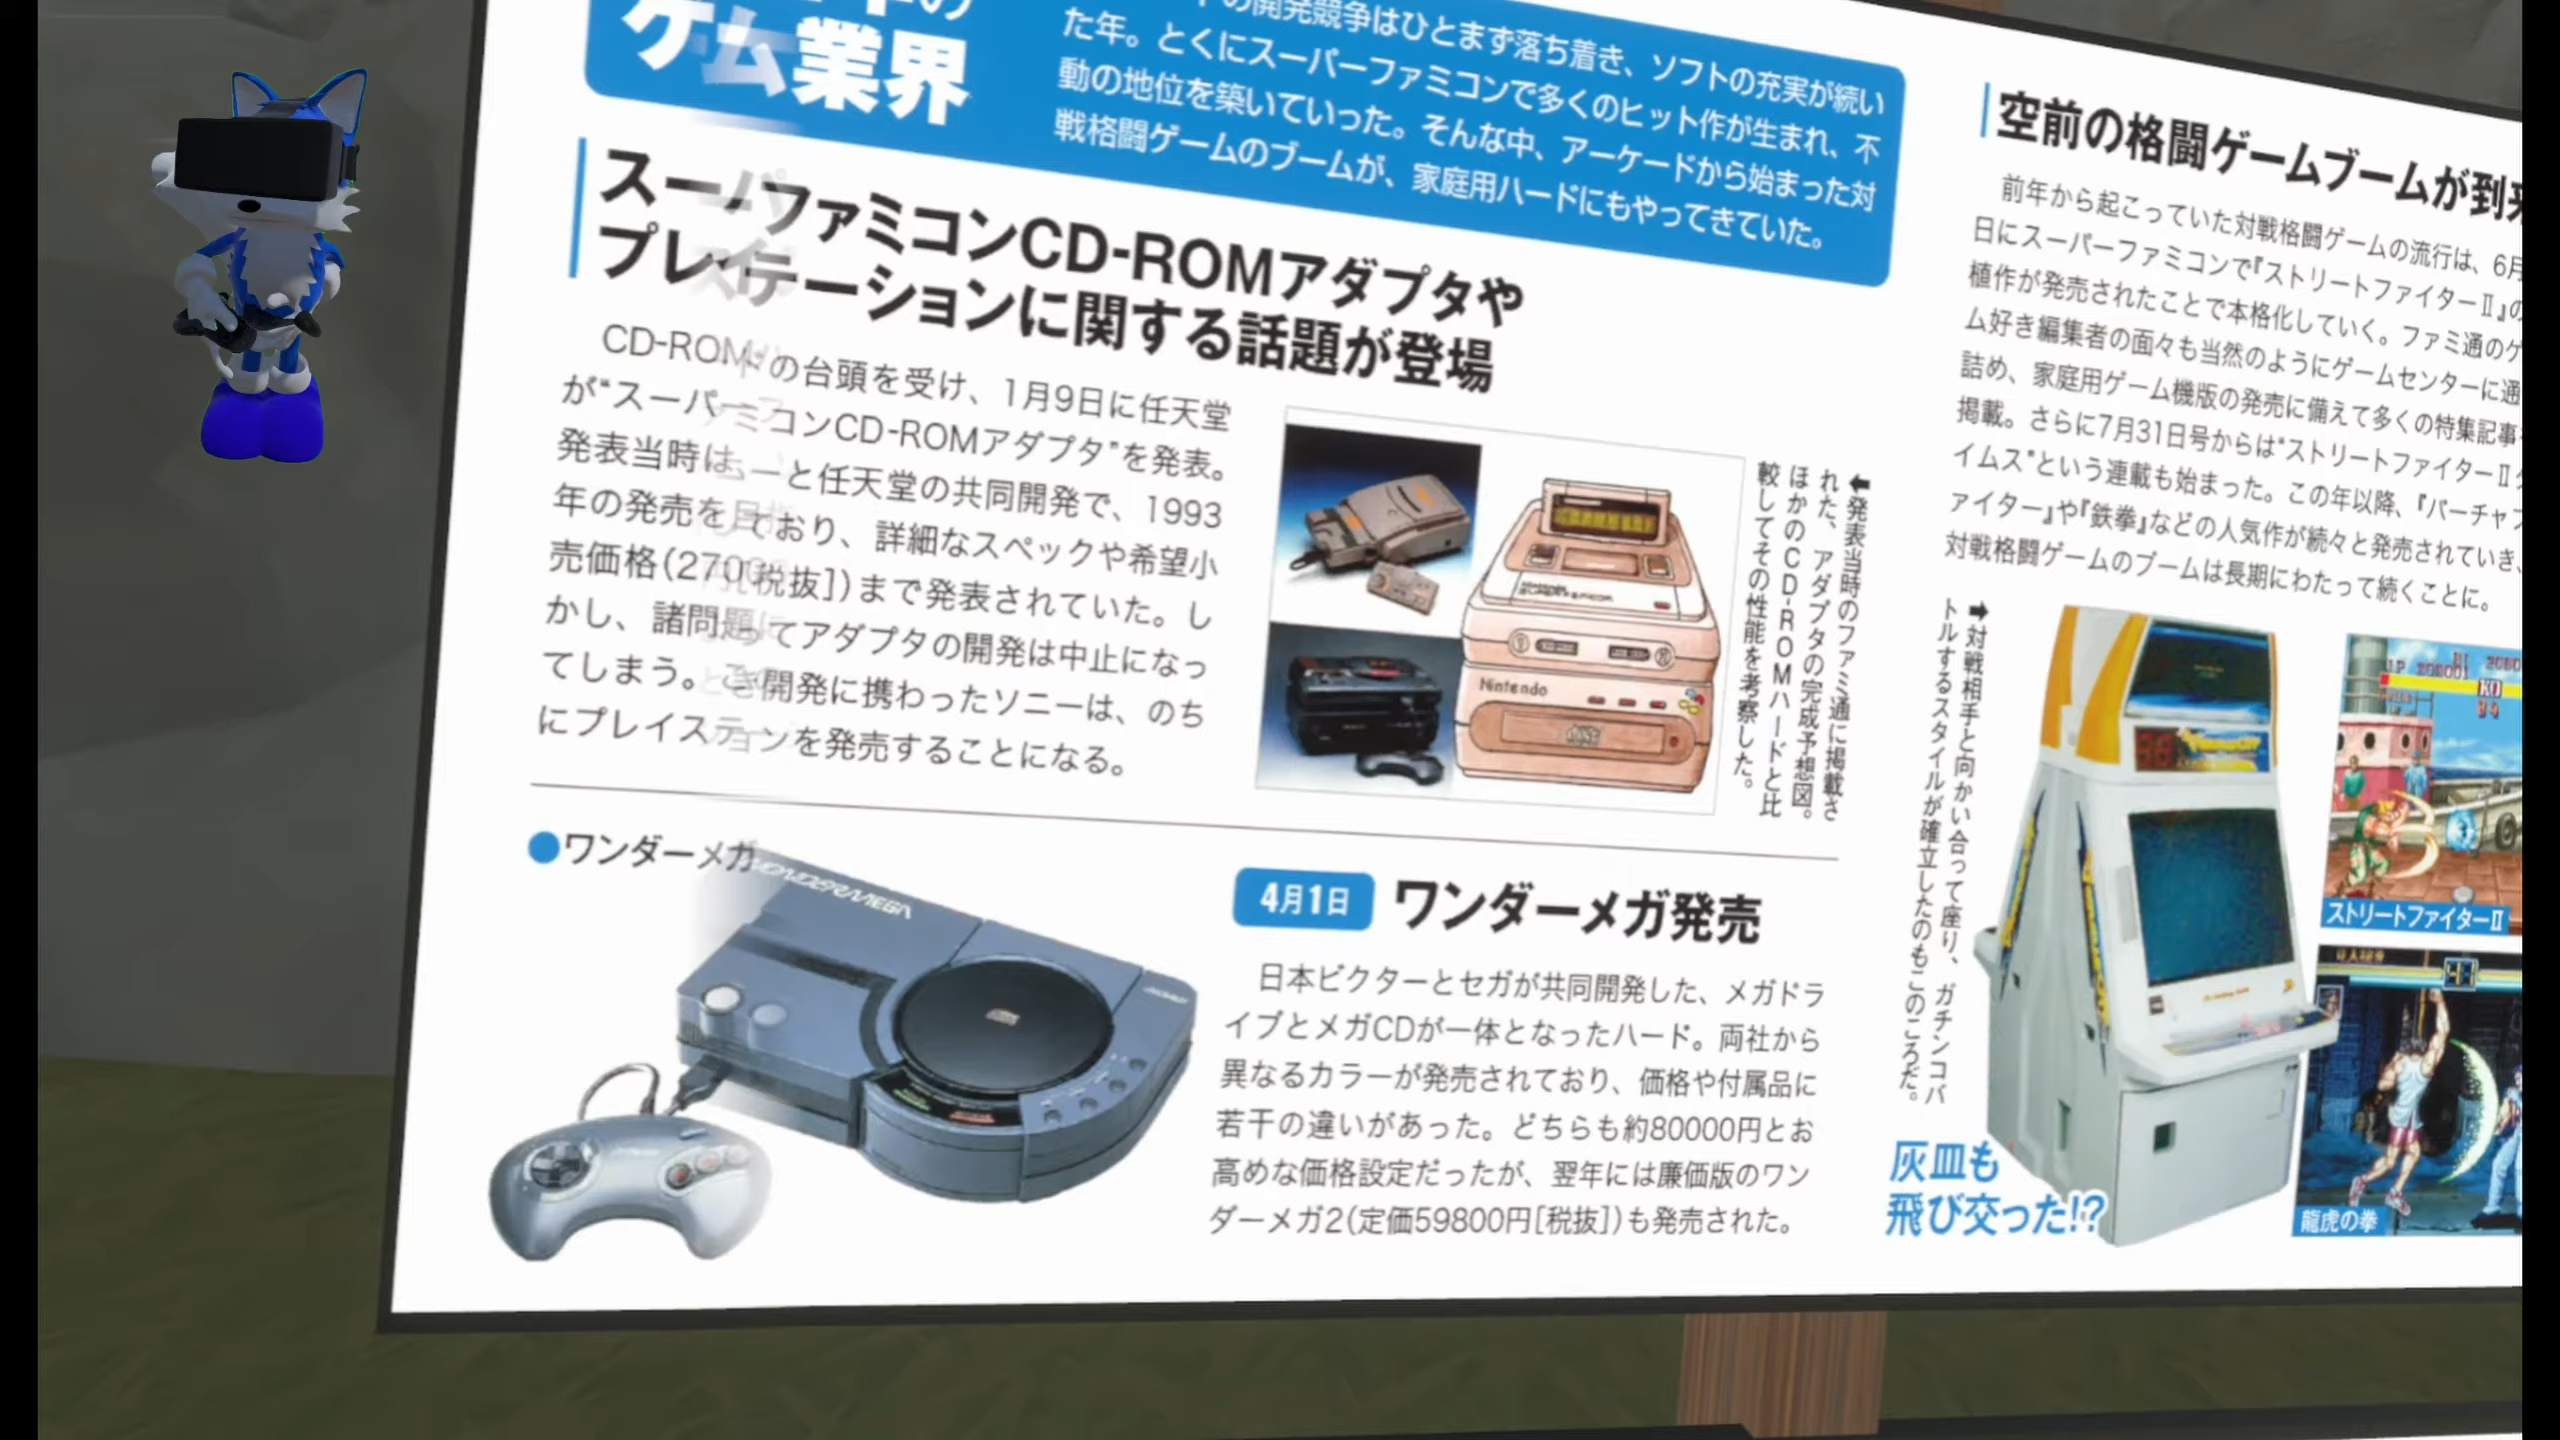 ゲーム業界
の開発競争はひとまず落ち着き、ソフトの充実が続い
た年。とくにスーパーファミコンで多くのヒット作が生まれ、不
動の地位を築いていった。そんな中、アーケードから始まった対
戦格闘ゲームのブームが、家庭用ハードにもやってきていた。
スーパーファミコンCD-ROMアダプタや
プレイステーションに関する話題が登場
CD-ROMの台頭を受け、1月9日に任天堂
が“スーパーファミコンCD-ROMアダプタ”を発表。
発表当時は ーと任天堂の共同開発で、1993
年の発売を目指しており、詳細なスペックや希望小
売価格(270 [税抜])まで発表されていた。し
かし、諸問題 ってアダプタの開発は中止になっ
てしまう。 開発に携わったソニーは、のち
にプレイステーションを発売することになる。
Nintendo
⬅発表当時のファミ通に掲載さ
れた、アダプタの完成予想図。
ほかのCD-ROMハードと比
較してその性能を考察した。
●ワンダーメガ
WONDERMEGA
4月1日 ワンダーメガ発売
日本ビクターとセガが共同開発した、メガドラ
イブとメガCDが一体となったハード。両社から
異なるカラーが発売されており、価格や付属品に
若干の違いがあった。どちらも約80000円とお
高めな価格設定だったが、翌年には廉価版のワン
ダーメガ2(定価59800円[税抜])も発売された。
空前の格闘ゲームブームが到来
前年から起こっていた対戦格闘ゲームの流行は、6月
日にスーパーファミコンで『ストリートファイターⅡ』の
植作が発売されたことで本格化していく。ファミ通のゲ
ム好き編集者の面々も当然のようにゲームセンターに通
詰め、家庭用ゲーム機版の発売に備えて多くの特集記事
掲載。さらに7月31日号からは“ストリートファイターⅡタ
イムス”という連載も始まった。この年以降、『バーチャフ
ァイター』や『鉄拳』などの人気作が続々と発売されていき、
対戦格闘ゲームのブームは長期にわたって続くことに。
➡対戦相手と向かい合って座り、ガチンコバ
トルするスタイルが確立したのもこのころだ。
灰皿も
飛び交った!?
KO
ストリートファイターⅡ
龍虎の拳